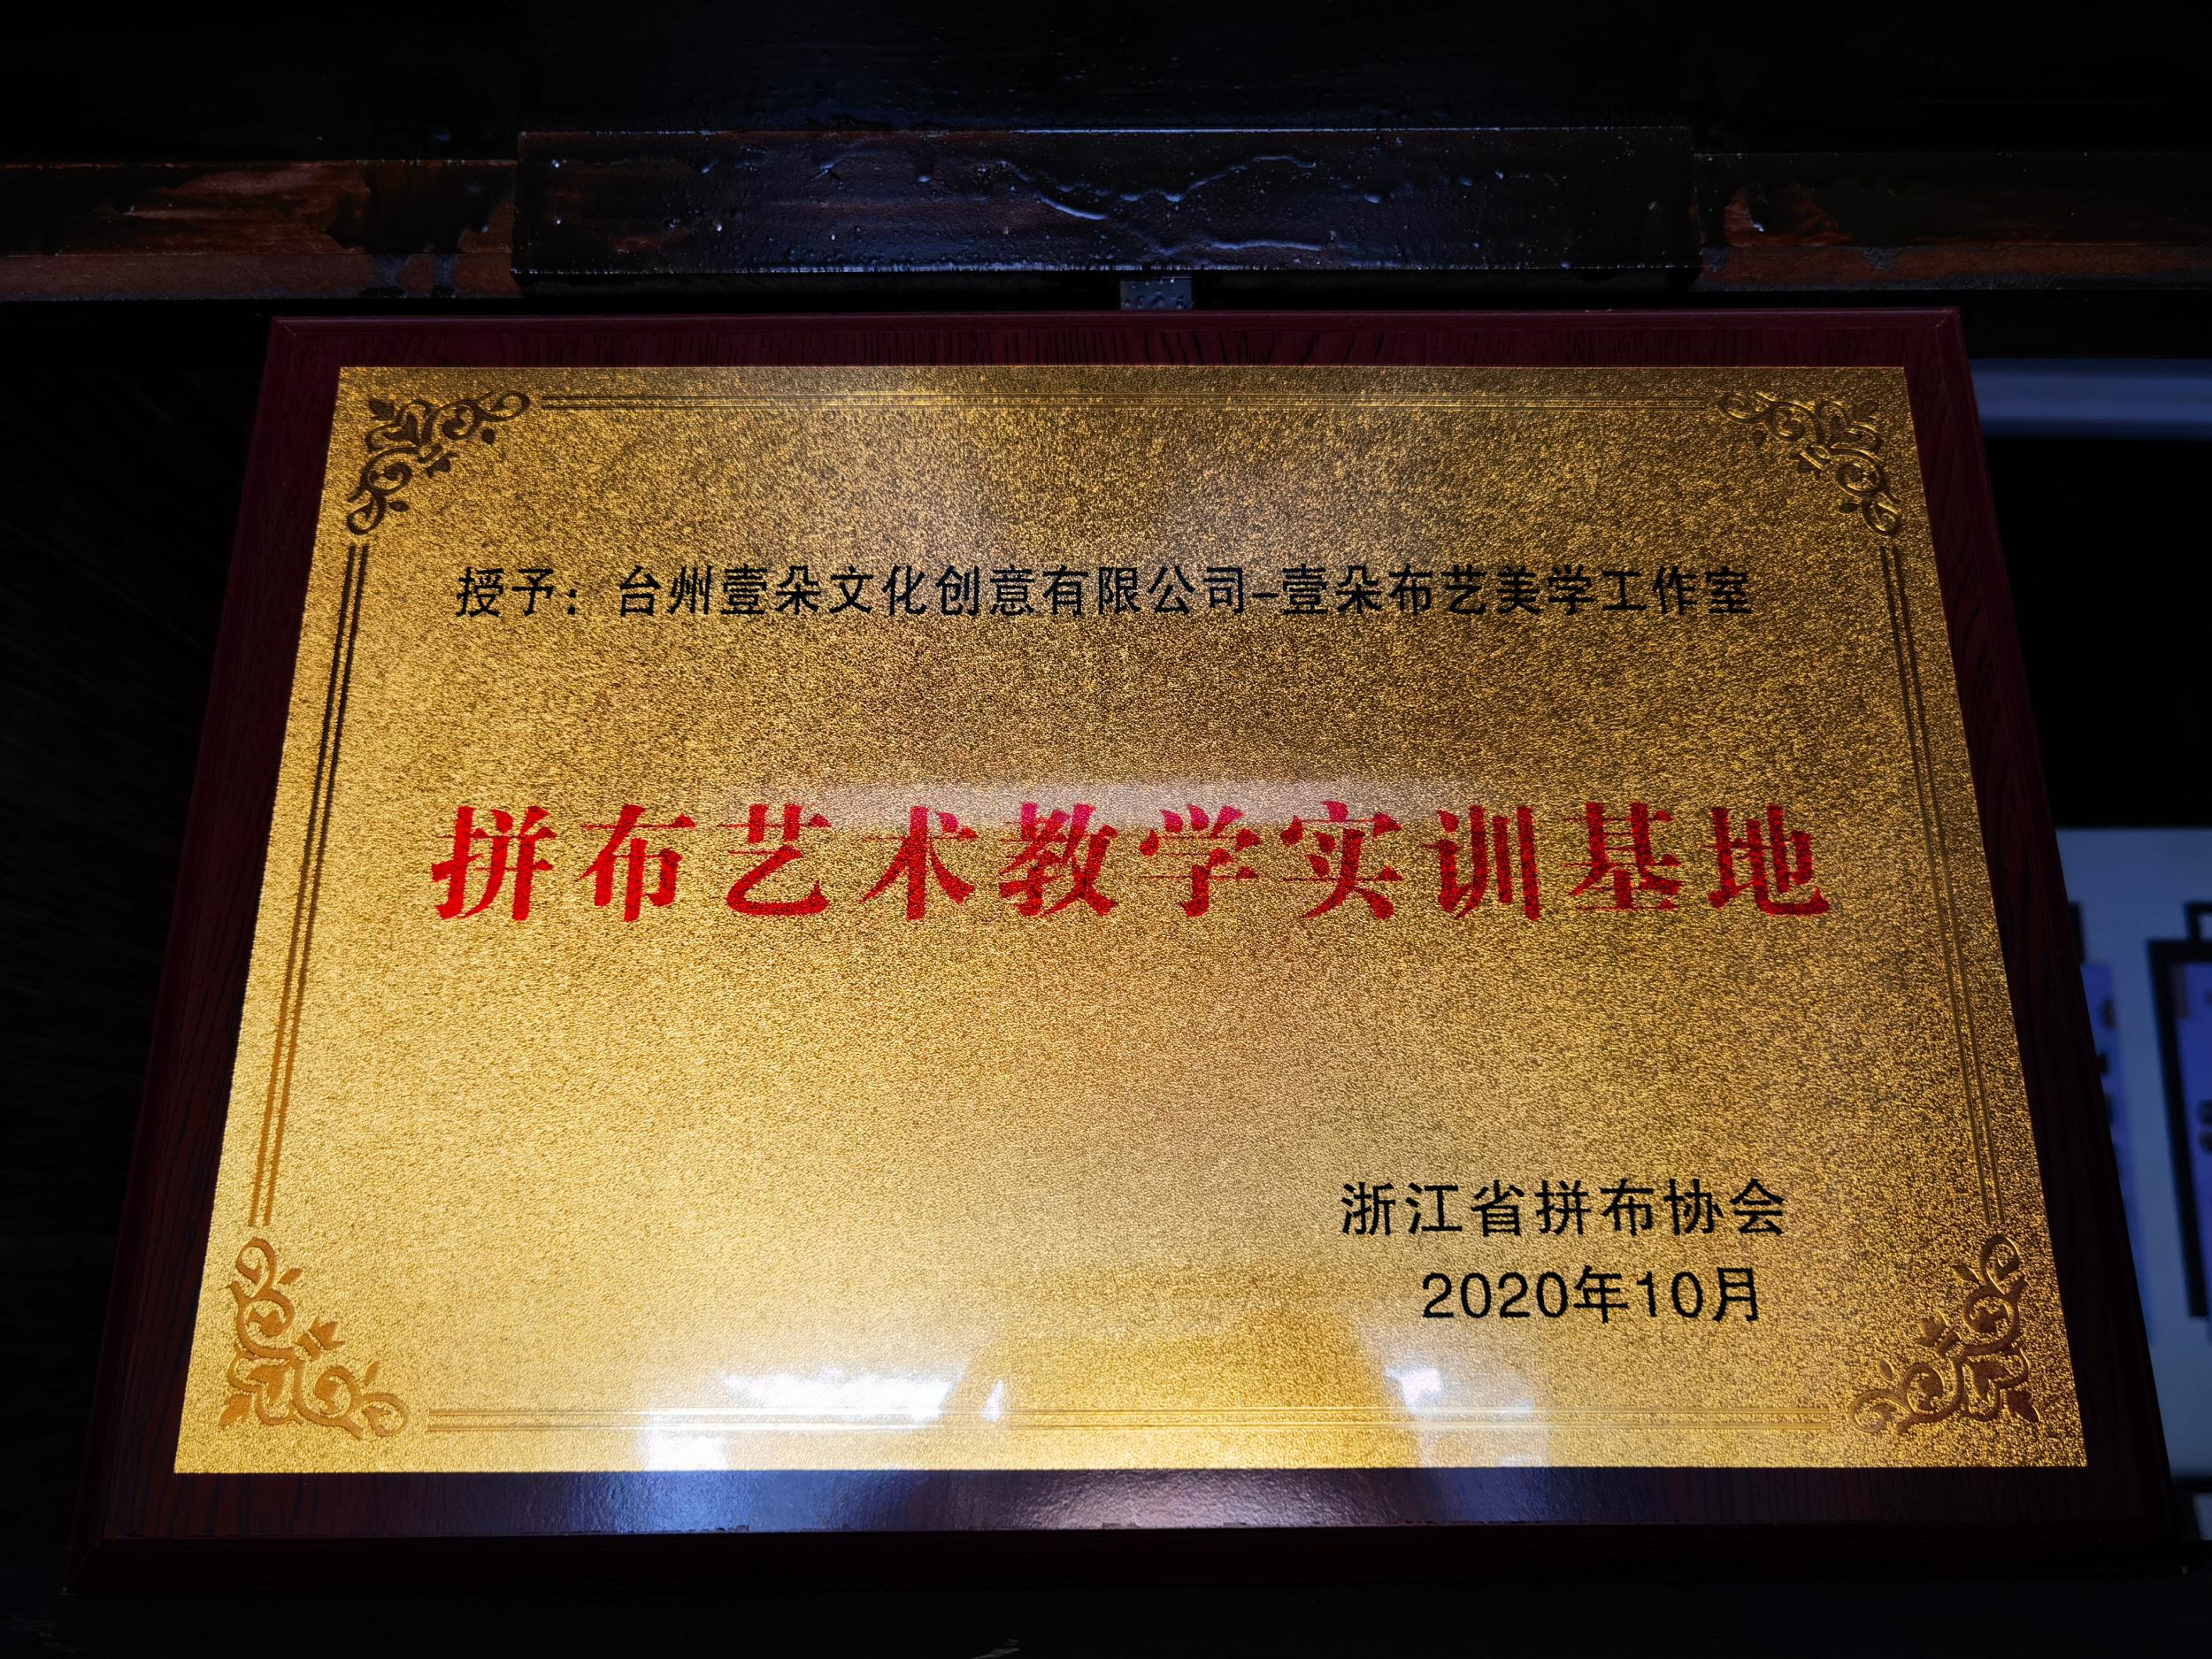 授予：台州壹朵文化创意有限公司-壹朵布艺美学工作室
拼布艺术教学实训基地
浙江省拼布协会
2020年10月